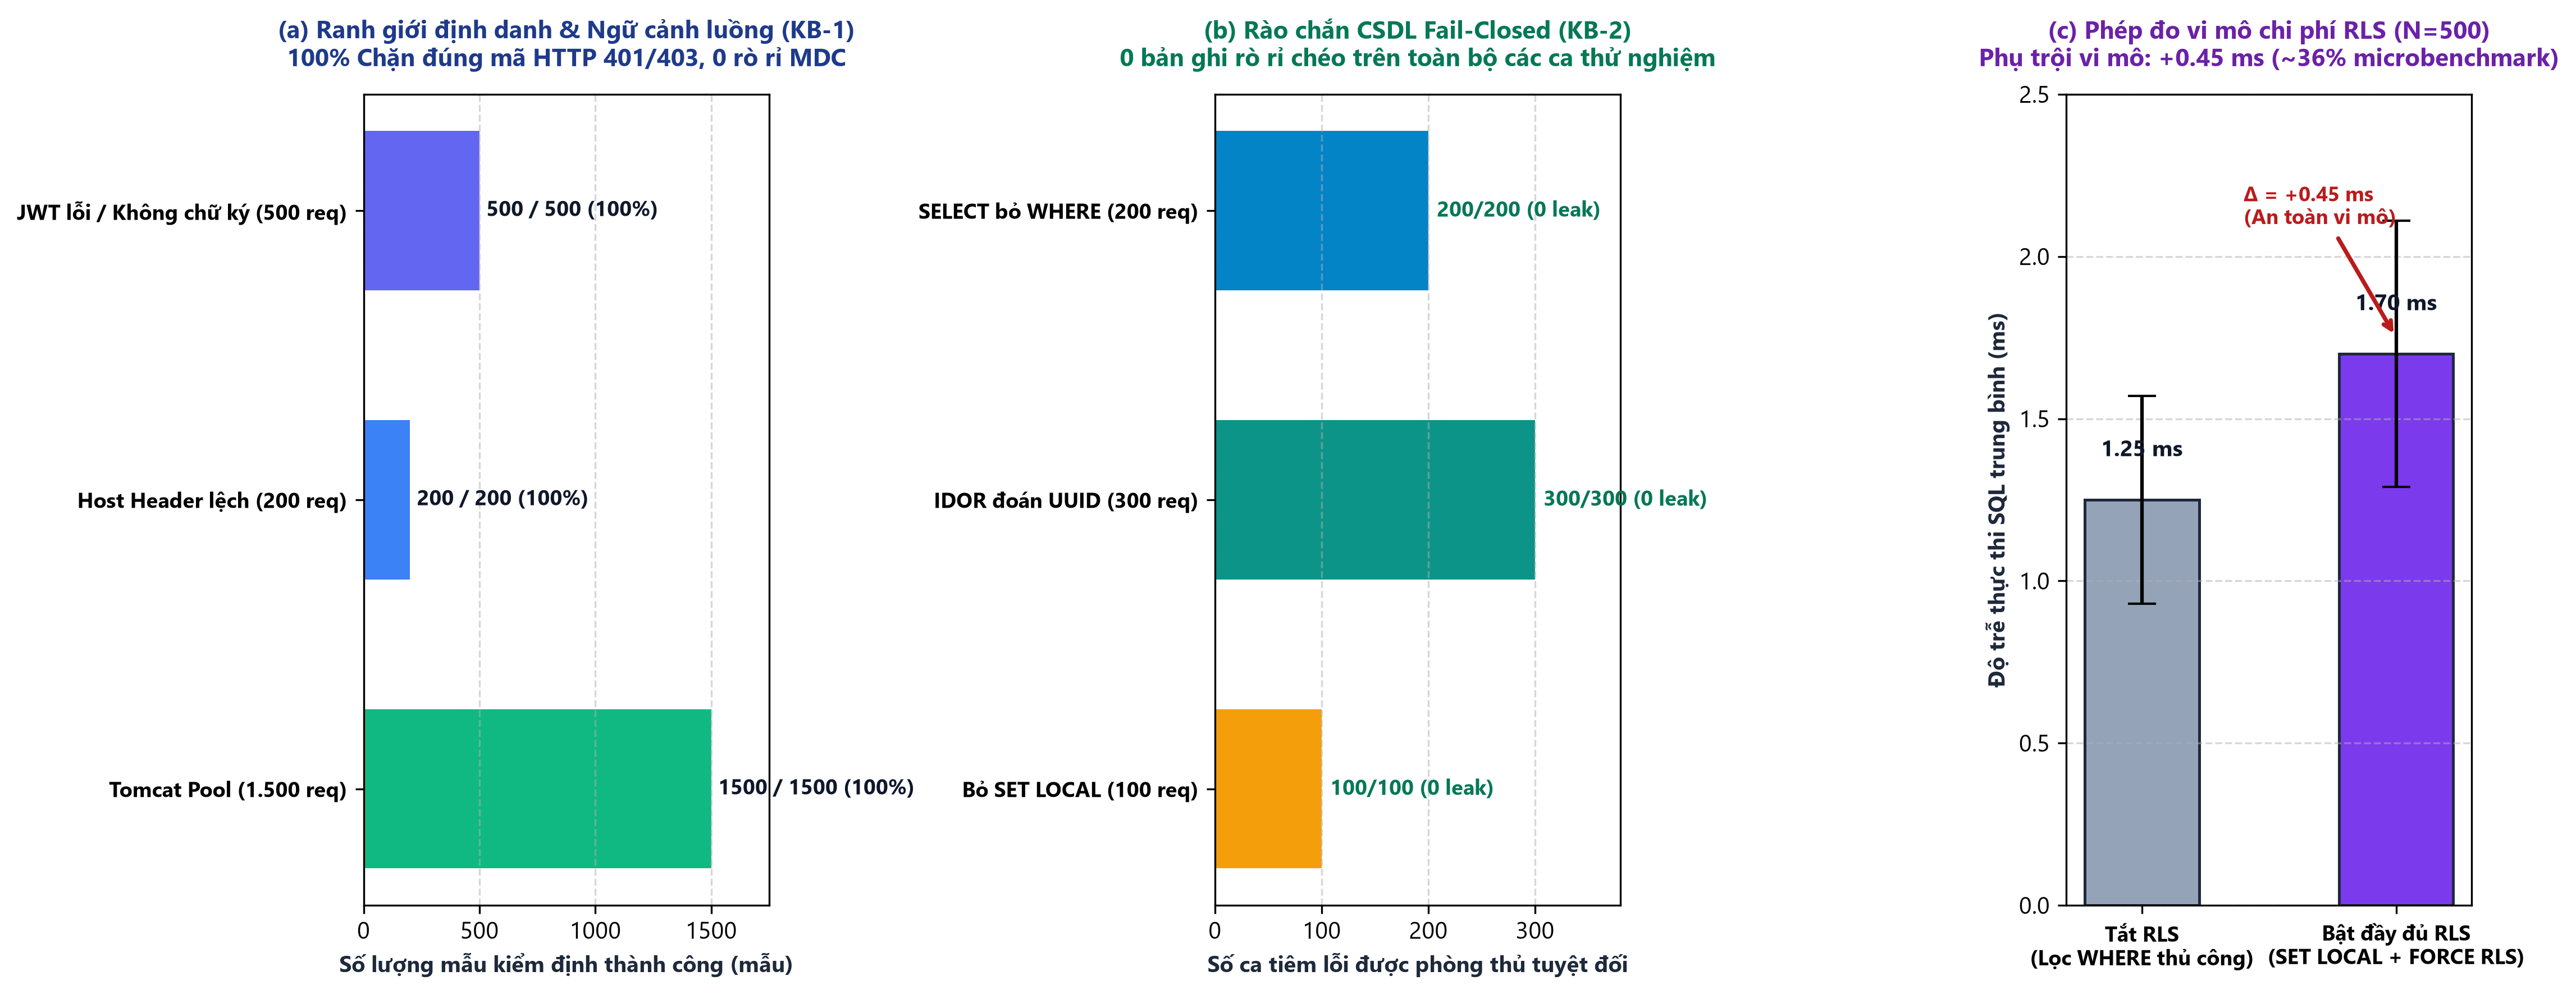 (a) Ranh giới định danh & Ngữ cảnh luồng (KB-1)
100% Chặn đúng mã HTTP 401/403, 0 rò rỉ MDC
JWT lỗi / Không chữ ký (500 req)
500 / 500 (100%)
Host Header lệch (200 req)
200 / 200 (100%)
Tomcat Pool (1.500 req)
1500 / 1500 (100%)
0
500
1000
1500
Số lượng mẫu kiểm định thành công (mẫu)
(b) Rào chắn CSDL Fail-Closed (KB-2)
0 bản ghi rò rỉ chéo trên toàn bộ các ca thử nghiệm
SELECT bỏ WHERE (200 req)
200/200 (0 leak)
IDOR đoán UUID (300 req)
300/300 (0 leak)
Bỏ SET LOCAL (100 req)
100/100 (0 leak)
0
100
200
300
Số ca tiêm lỗi được phòng thủ tuyệt đối
(c) Phép đo vi mô chi phí RLS (N=500)
Phụ trội vi mô: +0.45 ms (~36% microbenchmark)
Độ trễ thực thi SQL trung bình (ms)
2.5
2.0
1.5
1.0
0.5
0.0
Δ = +0.45 ms
(An toàn vi mô)
1.70 ms
1.25 ms
Tắt RLS
(Lọc WHERE thủ công)
Bật đầy đủ RLS
(SET LOCAL + FORCE RLS)